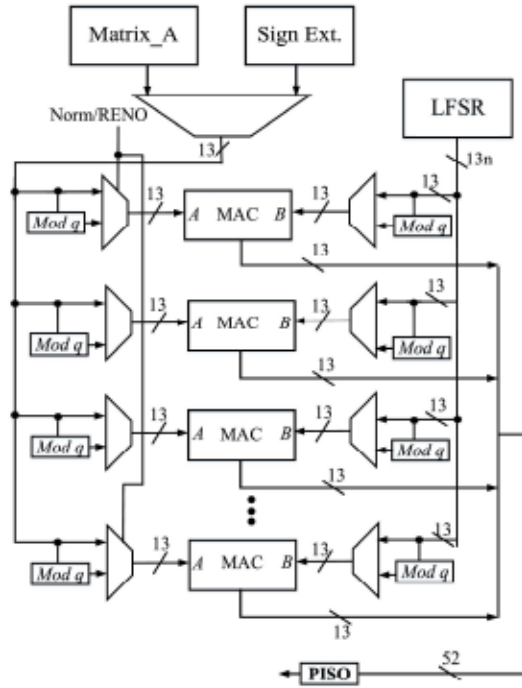 Matrix_A Sign Ext.
LFSR
Norm/RENO
13 13n
13 13 13
A MAC B
Mod q Mod q
13
13 13 13
A MAC B
Mod q Mod q
13
13 13 13
A MAC B
Mod q Mod q
13
13 13 13
A MAC B
Mod q Mod q
13
52
PISO